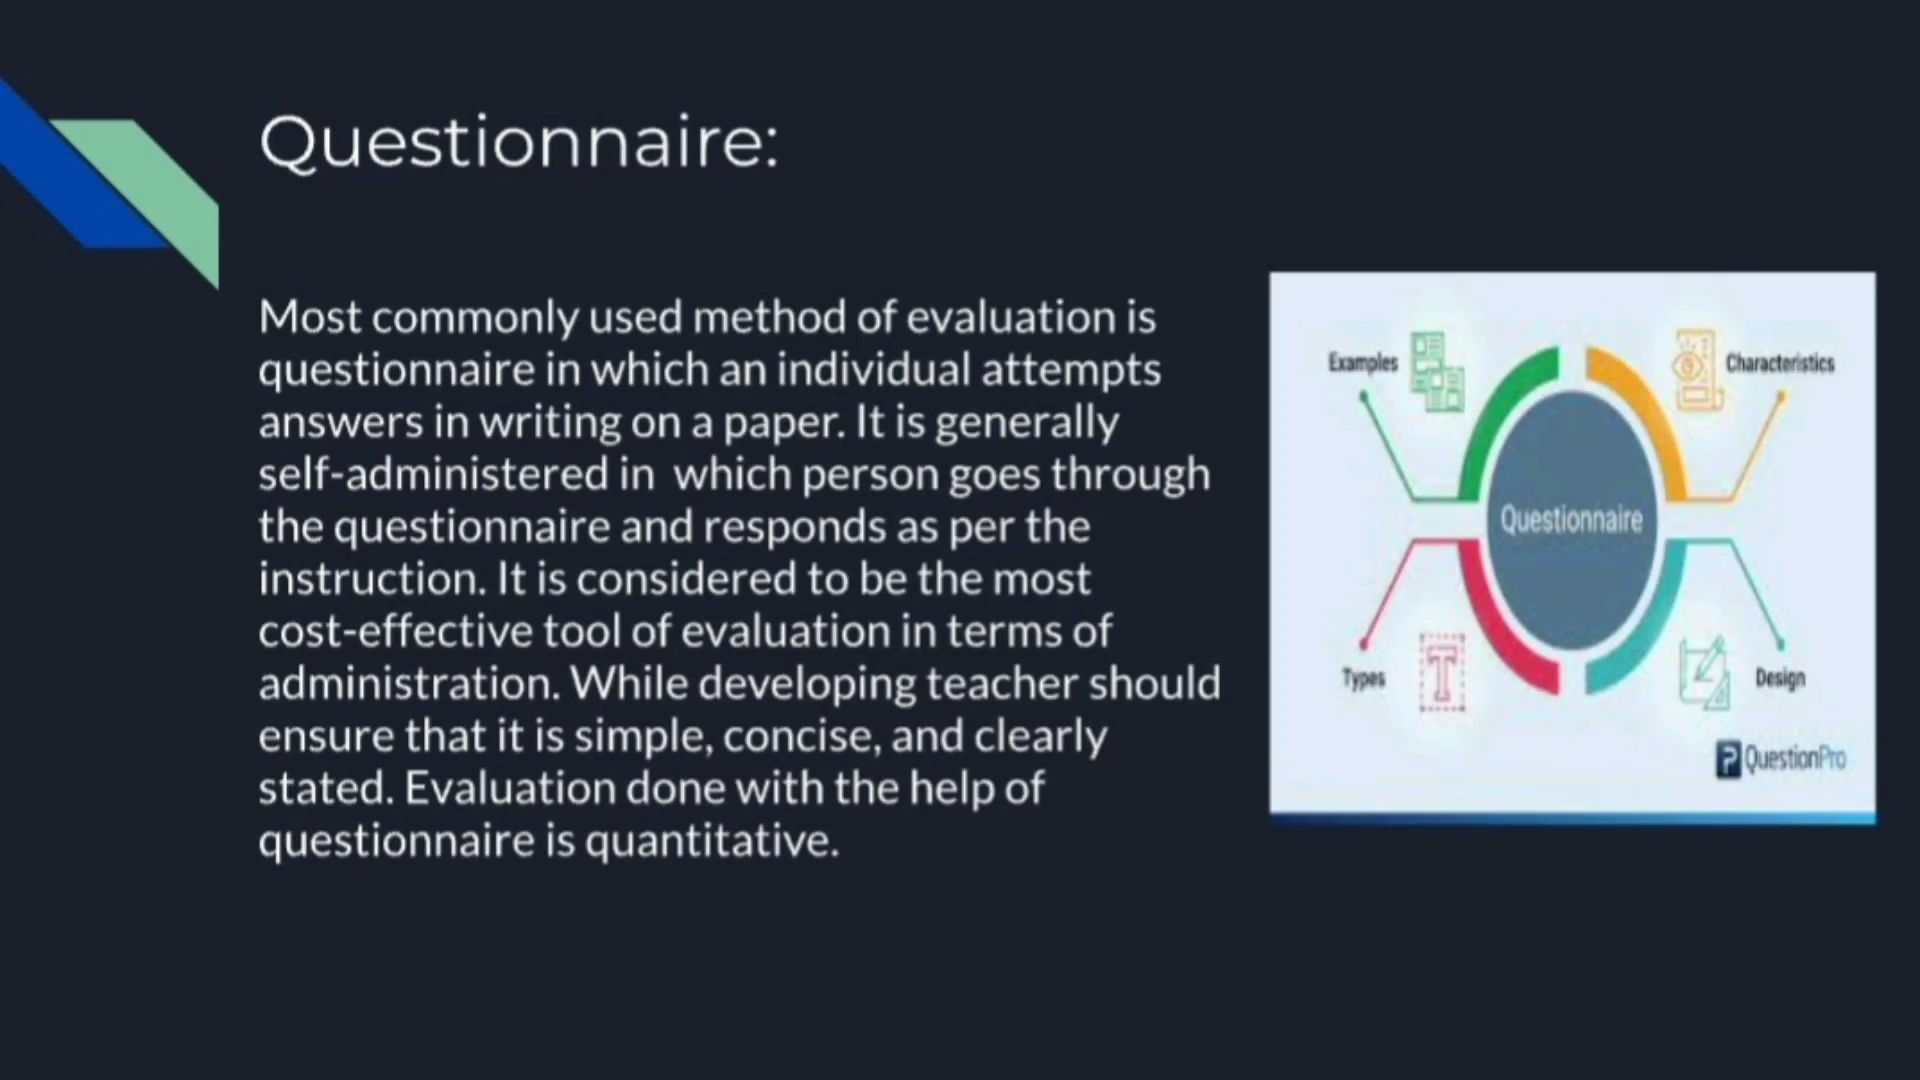 Questionnaire:
Most commonly used method of evaluation is
questionnaire in which an individual attempts
answers in writing on a paper. It is generally
self-administered in  which person goes through
the questionnaire and responds as per the
instruction. It is considered to be the most
cost-effective tool of evaluation in terms of
administration. While developing teacher should
ensure that it is simple, concise, and clearly
stated. Evaluation done with the help of
questionnaire is quantitative.
Examples
Characteristics
Questionnaire
Types
T
Design
QuestionPro